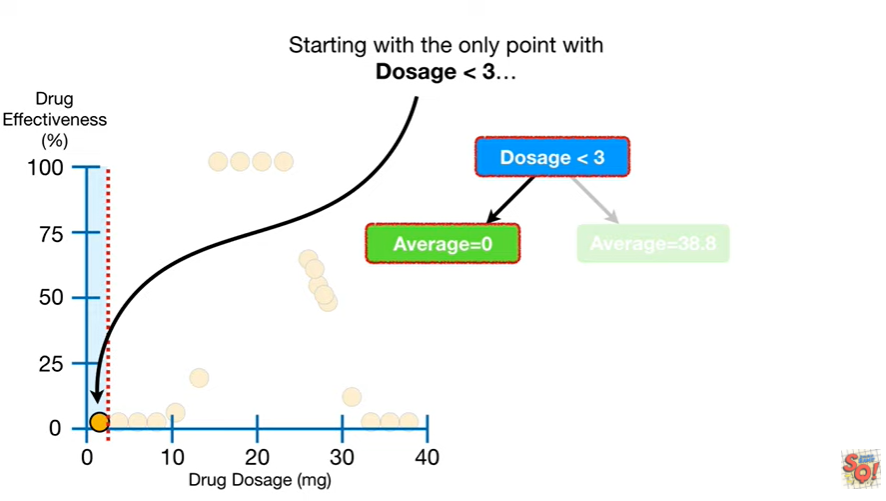 Starting with the only point with
Dosage < 3...
Drug
Effectiveness
(%)
100
75
50
25
0
0 10 20 30 40
Drug Dosage (mg)
Dosage < 3
Average=0
Average=38.8
SQ!